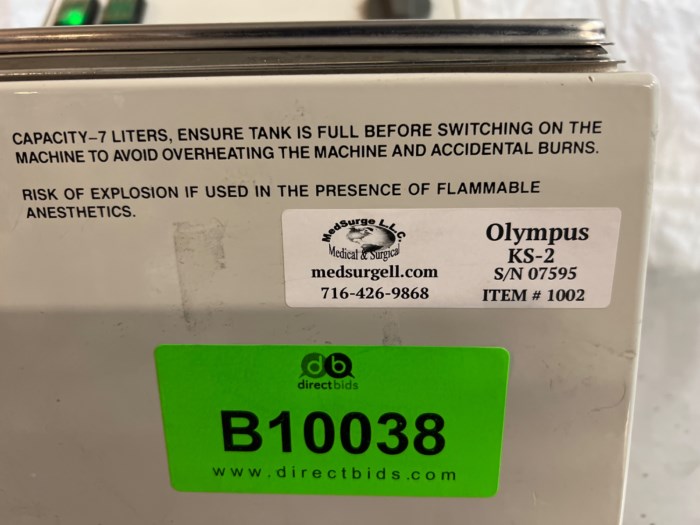 CAPACITY–7 LITERS, ENSURE TANK IS FULL BEFORE SWITCHING ON THE
MACHINE TO AVOID OVERHEATING THE MACHINE AND ACCIDENTAL BURNS.
RISK OF EXPLOSION IF USED IN THE PRESENCE OF FLAMMABLE
ANESTHETICS.
MedSurge L.L.C.
Medical & Surgical
medsurgell.com
716-426-9868
Olympus
KS-2
S/N 07595
ITEM # 1002
db
directbids
B10038
www.directbids.com